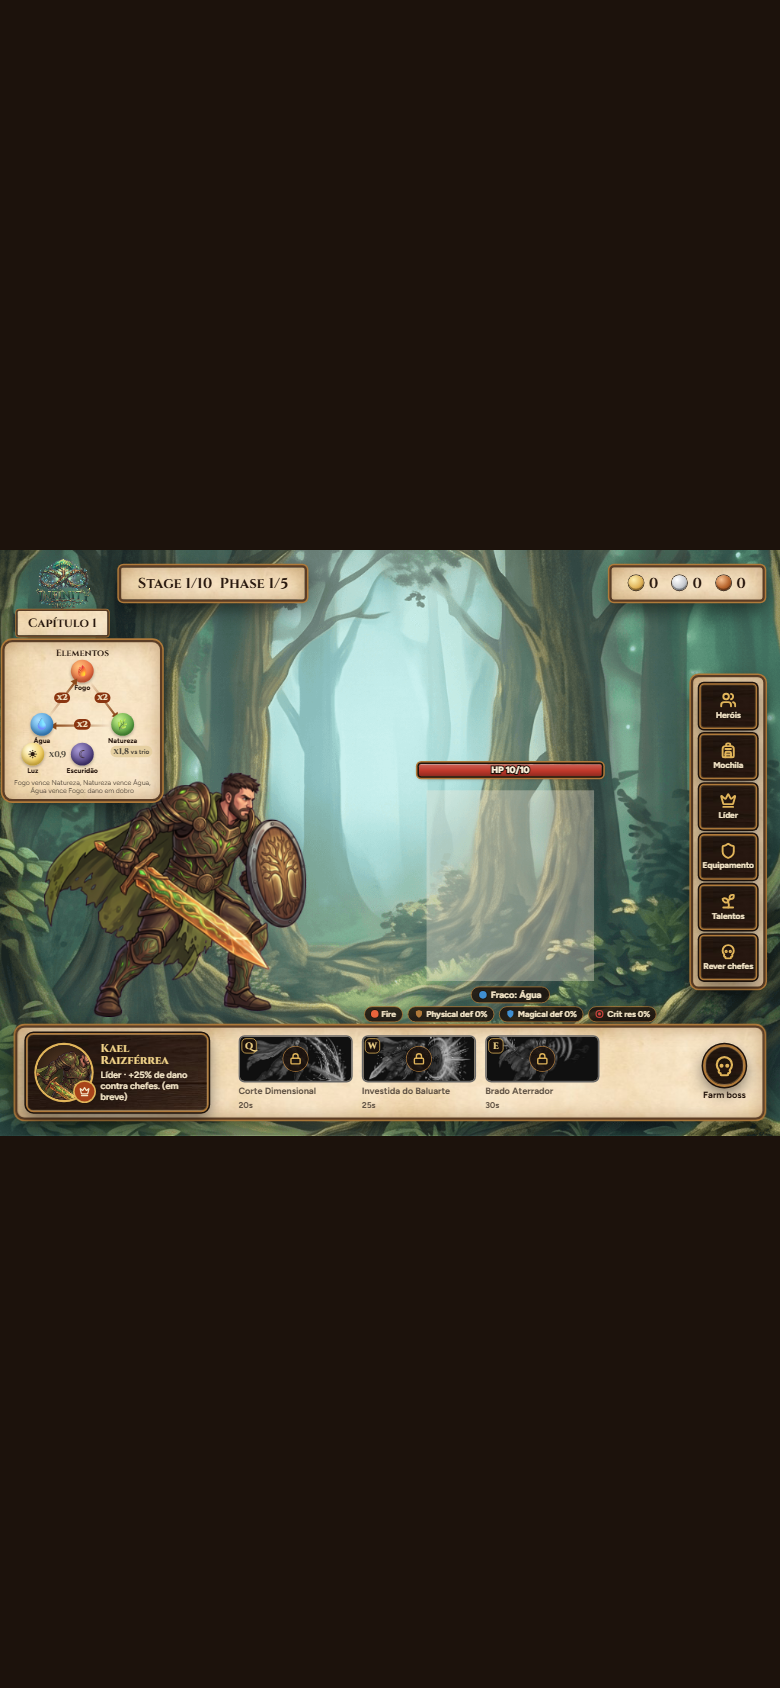 Stage 1/10 Phase 1/5
0 0 0
Capítulo 1
Elementos
Fogo
x2 x2
x2
Água
Natureza
x0,9
x1,8 vs trio
Luz
Escuridão
Fogo vence Natureza, Natureza vence Água,
Água vence Fogo: dano em dobro
HP 10/10
Heróis
Mochila
Líder
Equipamento
Talentos
Rever chefes
Fraco: Água
Fire
Physical def 0%
Magical def 0%
Crit res 0%
Kael
Raizférrea
Líder · +25% de dano
contra chefes. (em
breve)
Q
Corte Dimensional
20s
W
Investida do Baluarte
25s
E
Brado Aterrador
30s
Farm boss